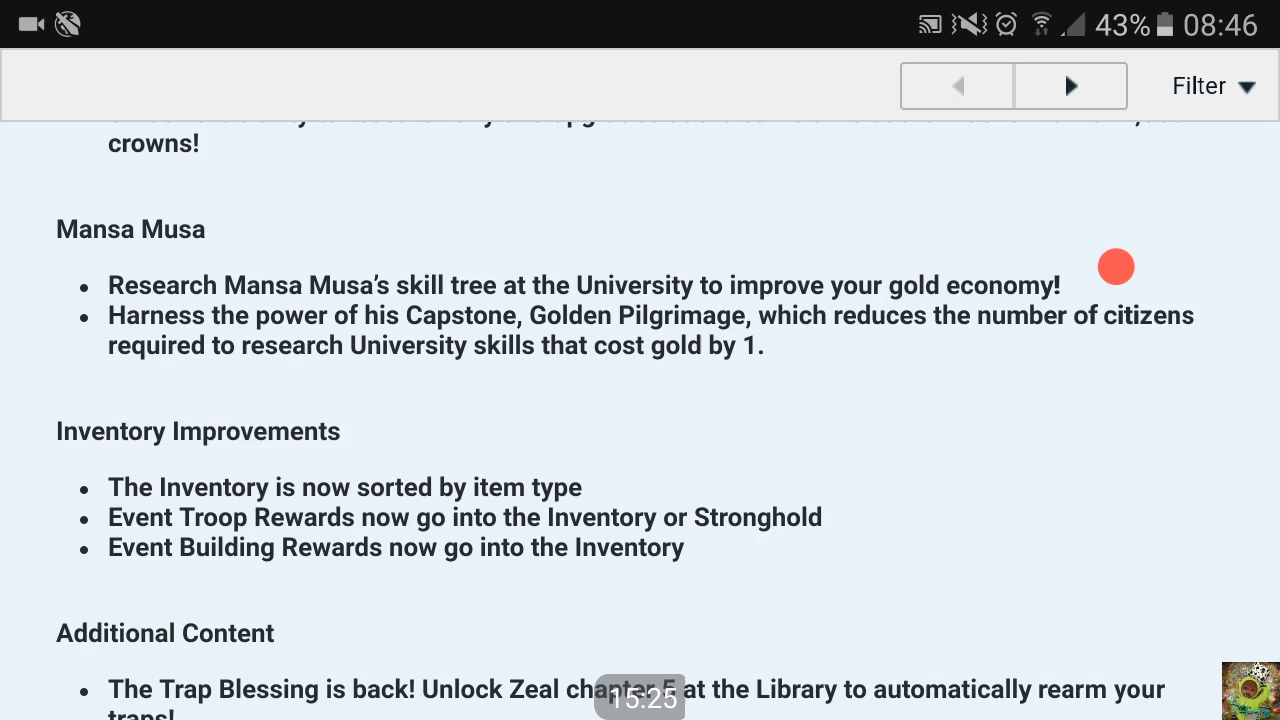 43% 08:46
Filter
crowns!
Mansa Musa
• Research Mansa Musa’s skill tree at the University to improve your gold economy!
• Harness the power of his Capstone, Golden Pilgrimage, which reduces the number of citizens
required to research University skills that cost gold by 1.
Inventory Improvements
• The Inventory is now sorted by item type
• Event Troop Rewards now go into the Inventory or Stronghold
• Event Building Rewards now go into the Inventory
Additional Content
• The Trap Blessing is back! Unlock Zeal chapter 5 at the Library to automatically rearm your
traps!
15:25